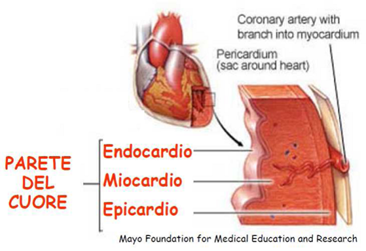 Coronary artery with
branch into myocardium
Pericardium
(sac around heart)
PARETE
DEL
CUORE
Endocardio
Miocardio
Epicardio
Mayo Foundation for Medical Education and Research